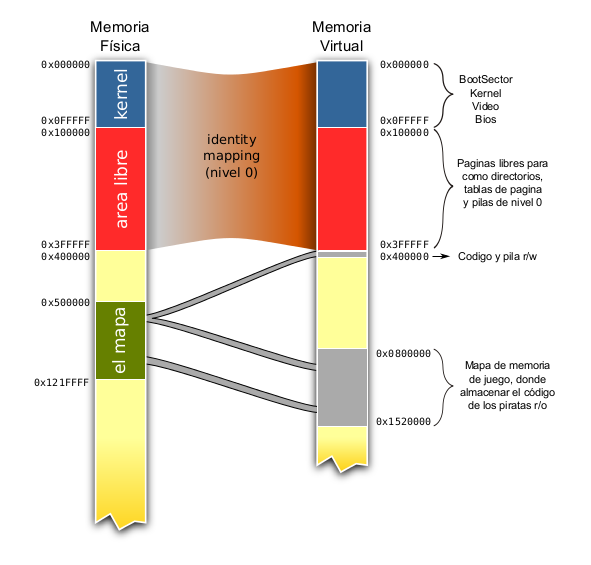 Memoria
Física
Memoria
Virtual
0x000000
kernel
0x0FFFFF
0x100000
area libre
0x3FFFFF
0x400000
0x500000
el mapa
0x121FFFF
identity
mapping
(nivel 0)
0x000000
0x0FFFFF
0x100000
0x3FFFFF
0x400000
0x0800000
0x1520000
BootSector
Kernel
Video
Bios
Paginas libres para
como directorios,
tablas de pagina
y pilas de nivel 0
Codigo y pila r/w
Mapa de memoria
de juego, donde
almacenar el código
de los piratas r/o